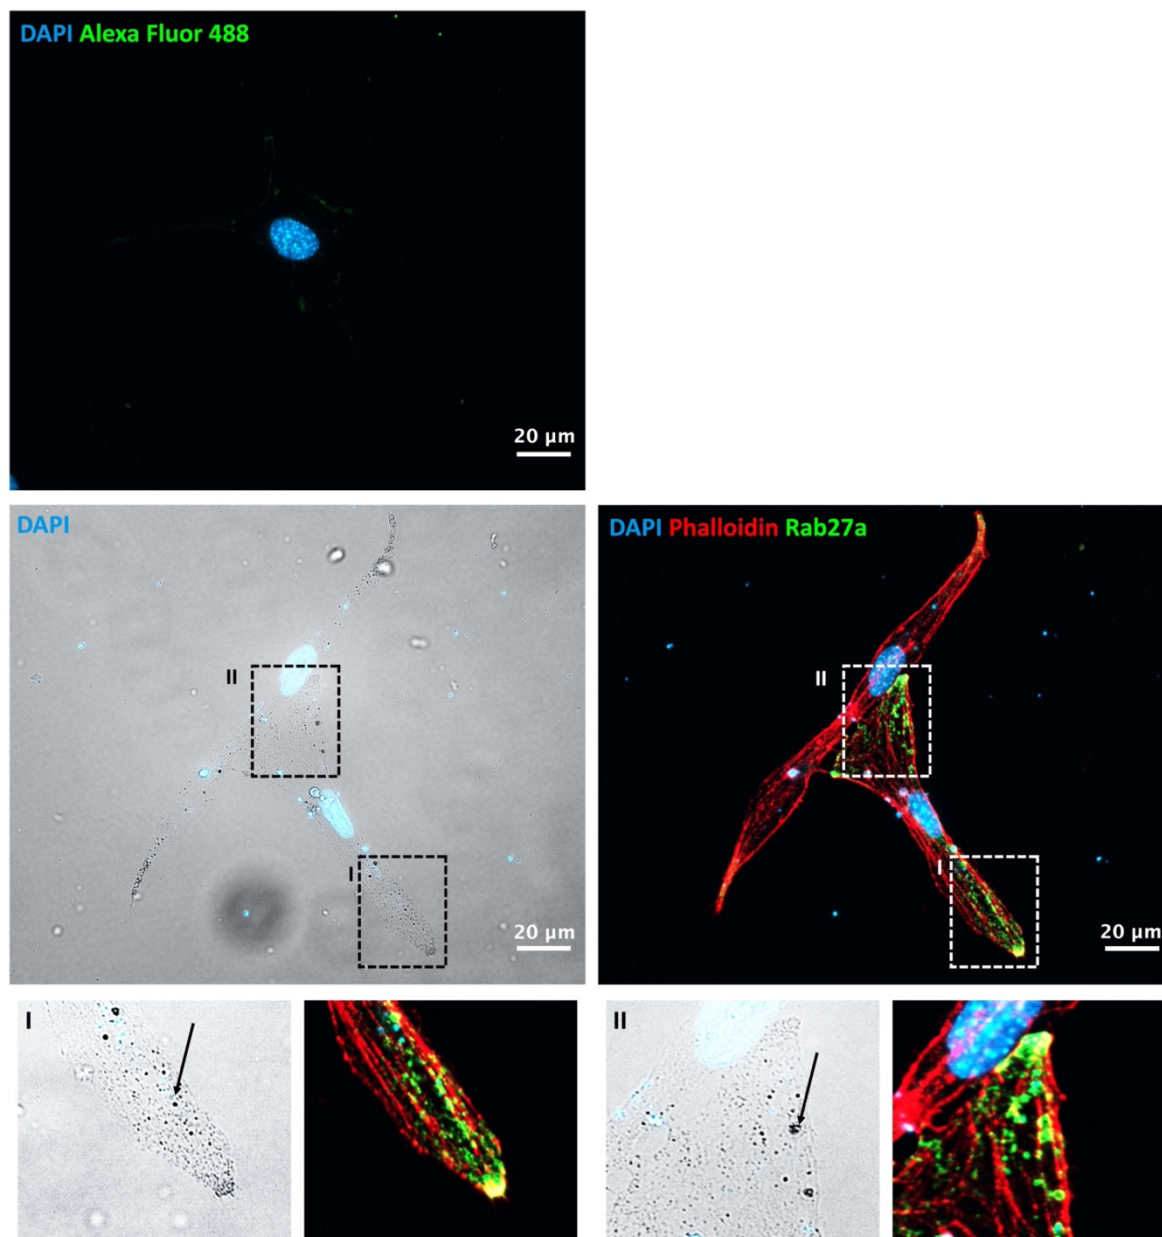 DAPI Alexa Fluor 488
20 μm
DAPI
II
I
20 μm
DAPI Phalloidin Rab27a
II
I
20 μm
I
II